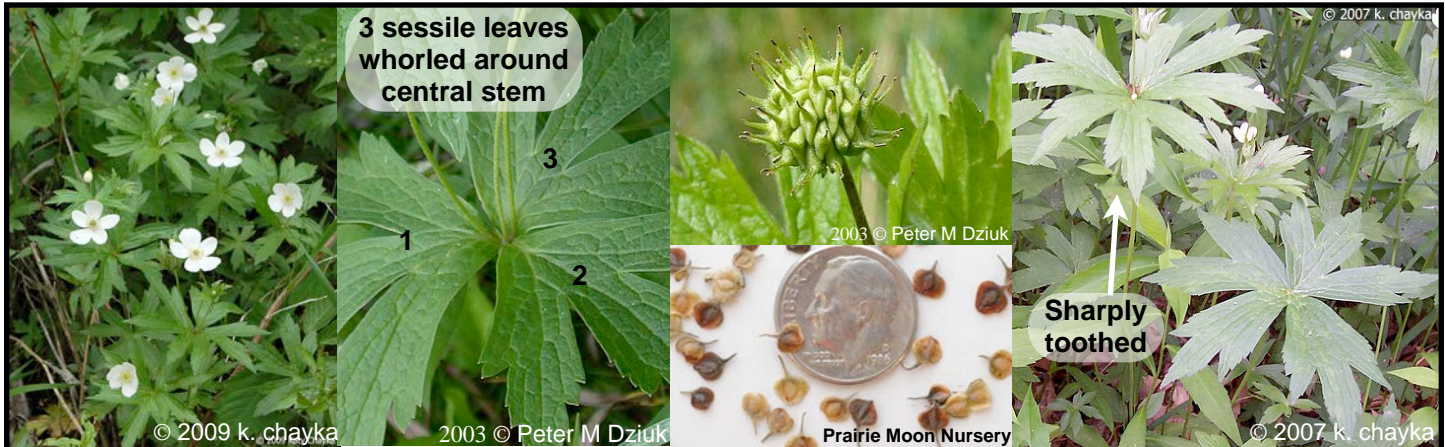 © 2009 k. chayka
3 sessile leaves
whorled around
central stem
1
2
3
2003 © Peter M Dziuk
2003 © Peter M Dziuk
LIBERTY
Prairie Moon Nursery
© 2007 k. chayka
Sharply
toothed
© 2007 k. chayka